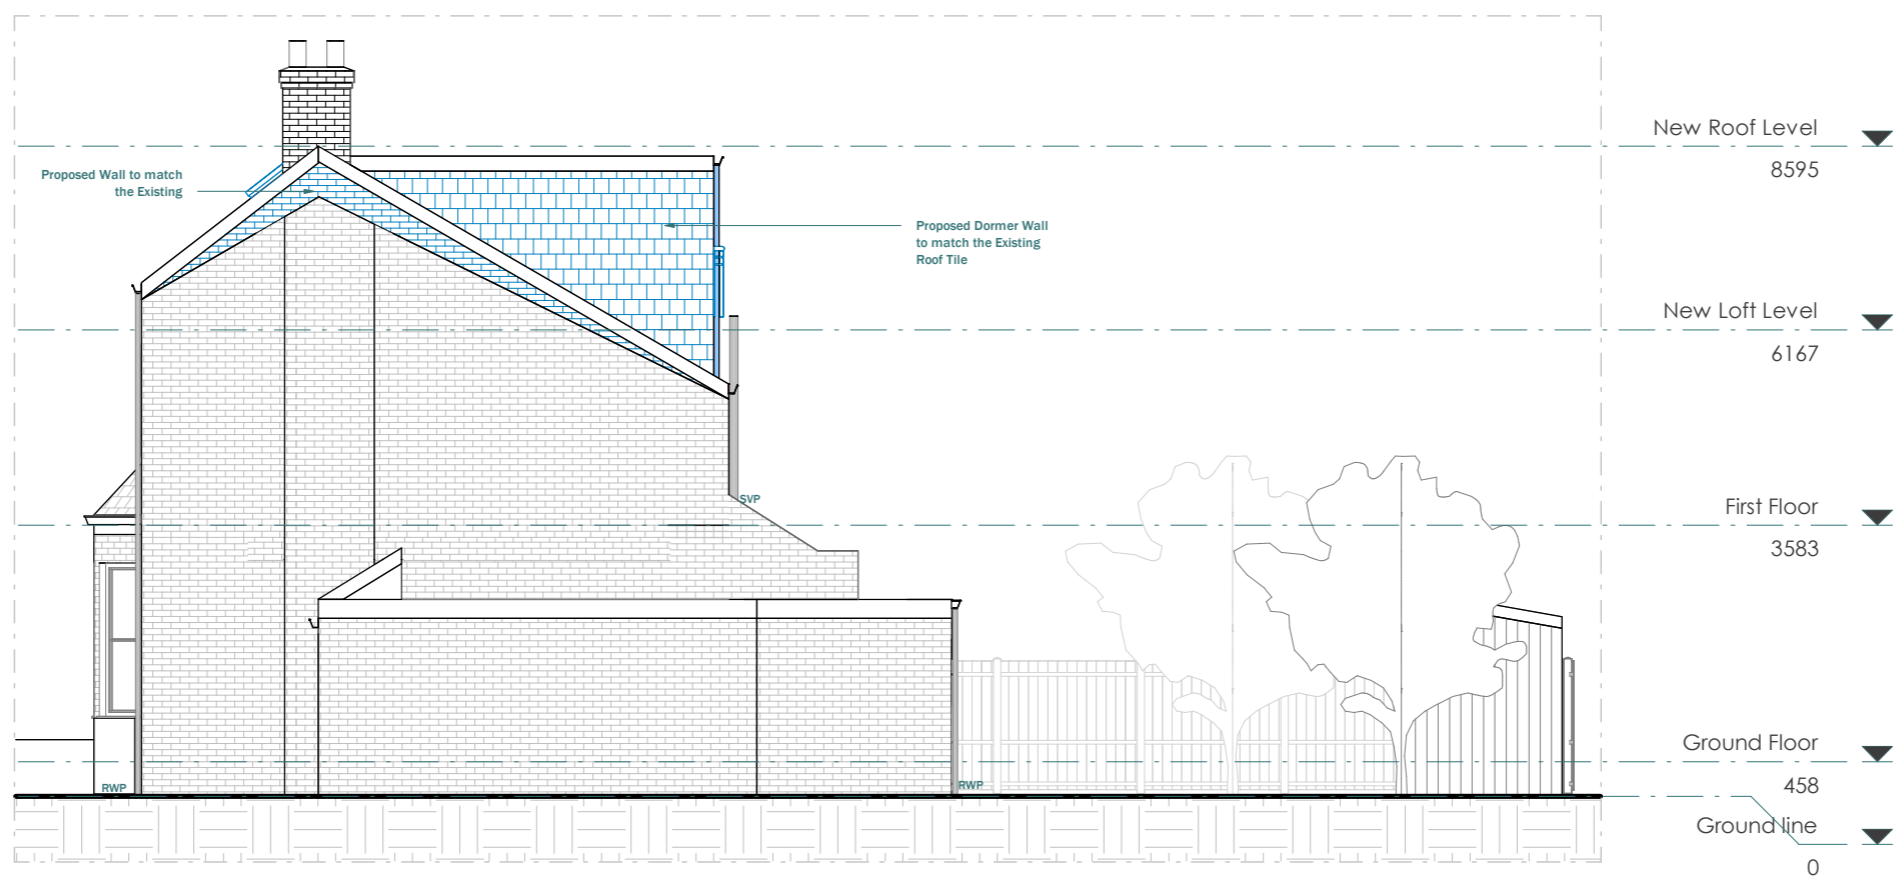 New Roof Level
8595
Proposed Wall to match
the Existing
Proposed Dormer Wall
to match the Existing
Roof Tile
New Loft Level
6167
SVP
First Floor
3583
Ground Floor
458
RWP
RWP
Ground line
0